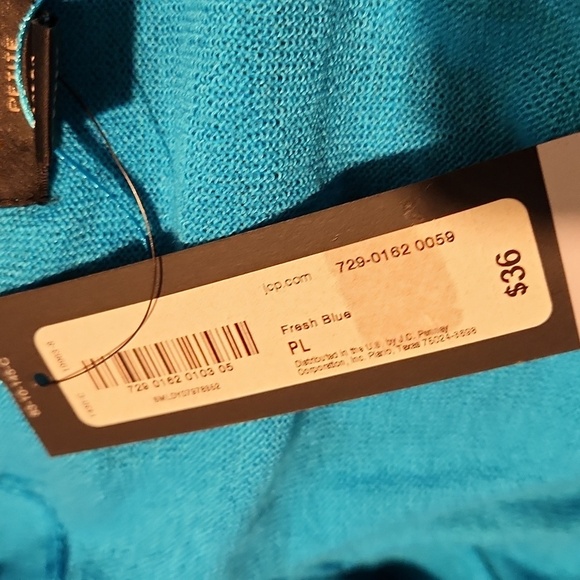 PETITE
jcp.com 729-0162 0059
$36
Fresh Blue
PL
Distributed in the U.S. by J.C. Penney
Corporation, Inc. Plano, Texas 75024-8698
729 0162 0103 05